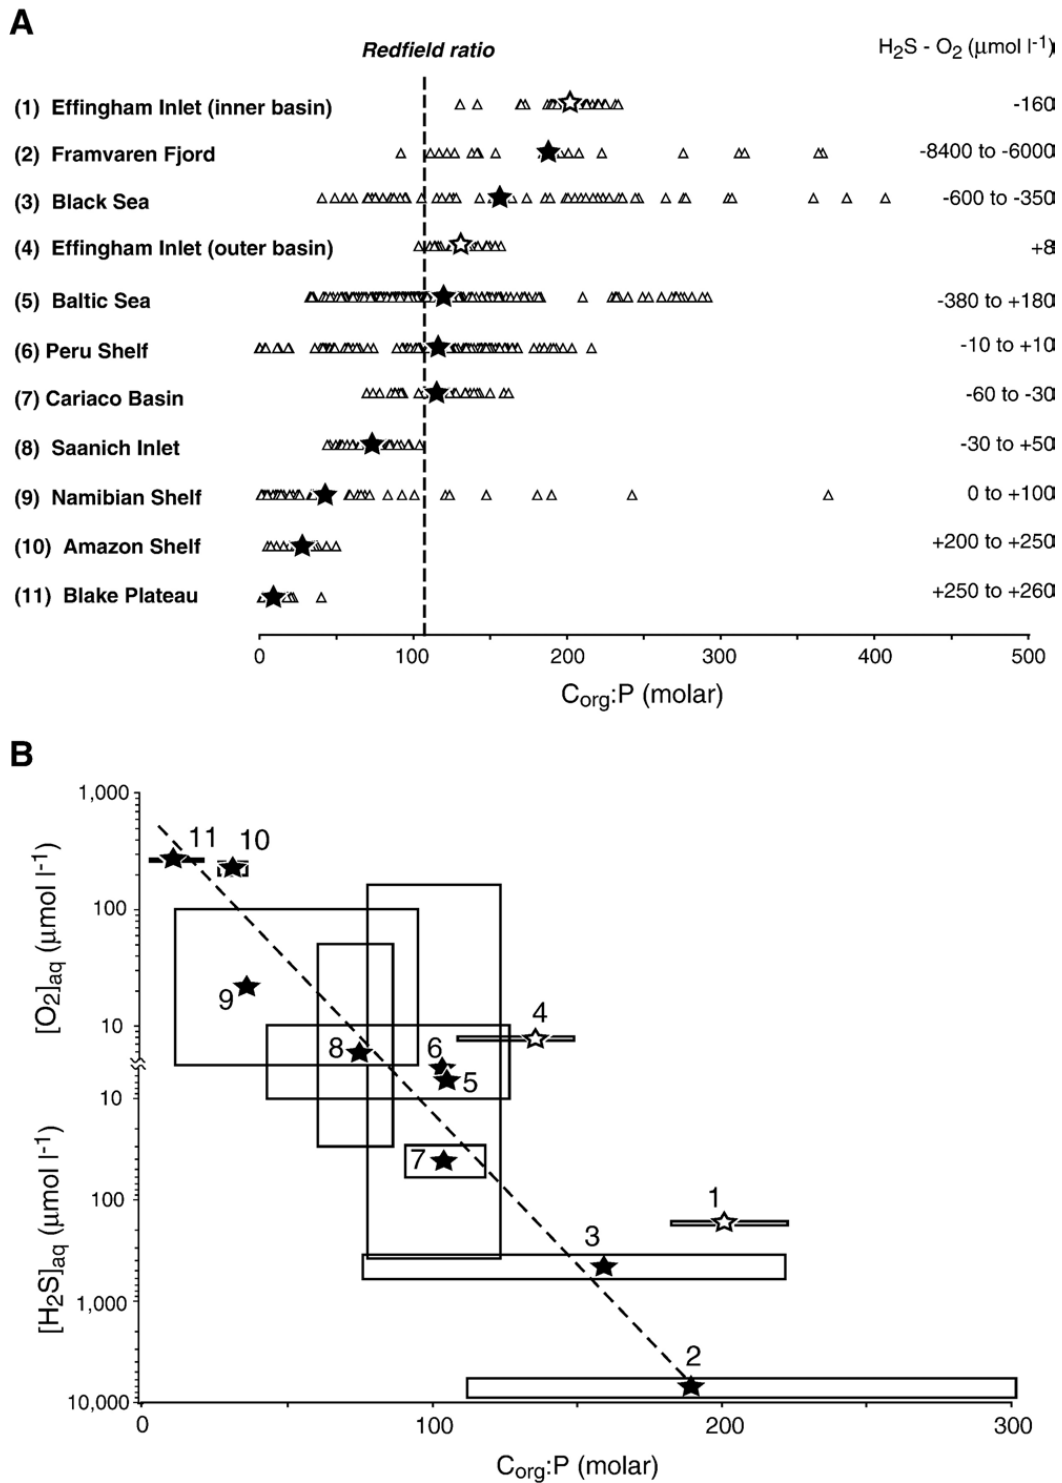 A
Redfield ratio
H2S - O2 (μmol l-1)
(1) Effingham Inlet (inner basin) -160
(2) Framvaren Fjord -8400 to -6000
(3) Black Sea -600 to -350
(4) Effingham Inlet (outer basin) +8
(5) Baltic Sea -380 to +180
(6) Peru Shelf -10 to +10
(7) Cariaco Basin -60 to -30
(8) Saanich Inlet -30 to +50
(9) Namibian Shelf 0 to +100
(10) Amazon Shelf +200 to +250
(11) Blake Plateau +250 to +260
0 100 200 300 400 500
Corg:P (molar)
B
1,000
11 10
100
[O2]aq (μmol l-1)
9
10
4
8 6
5
10
7
100
1
[H2S]aq (μmol l-1)
3
1,000
2
10,000
0 100 200 300
Corg:P (molar)